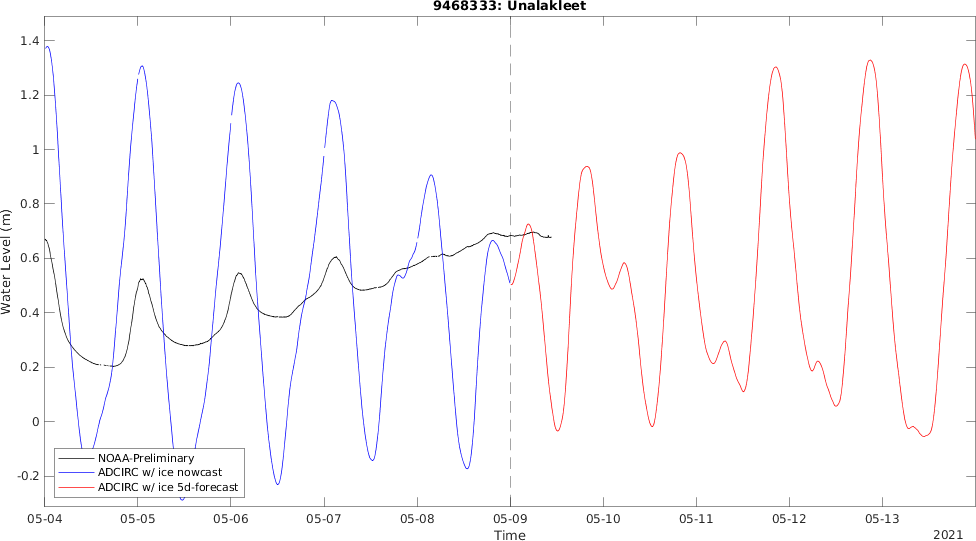 9468333: Unalakleet
Water Level (m)
1.4
1.2
1
0.8
0.6
0.4
0.2
0
-0.2
NOAA-Preliminary
ADCIRC w/ ice nowcast
ADCIRC w/ ice 5d-forecast
05-04 05-05 05-06 05-07 05-08 05-09 05-10 05-11 05-12 05-13
Time
2021